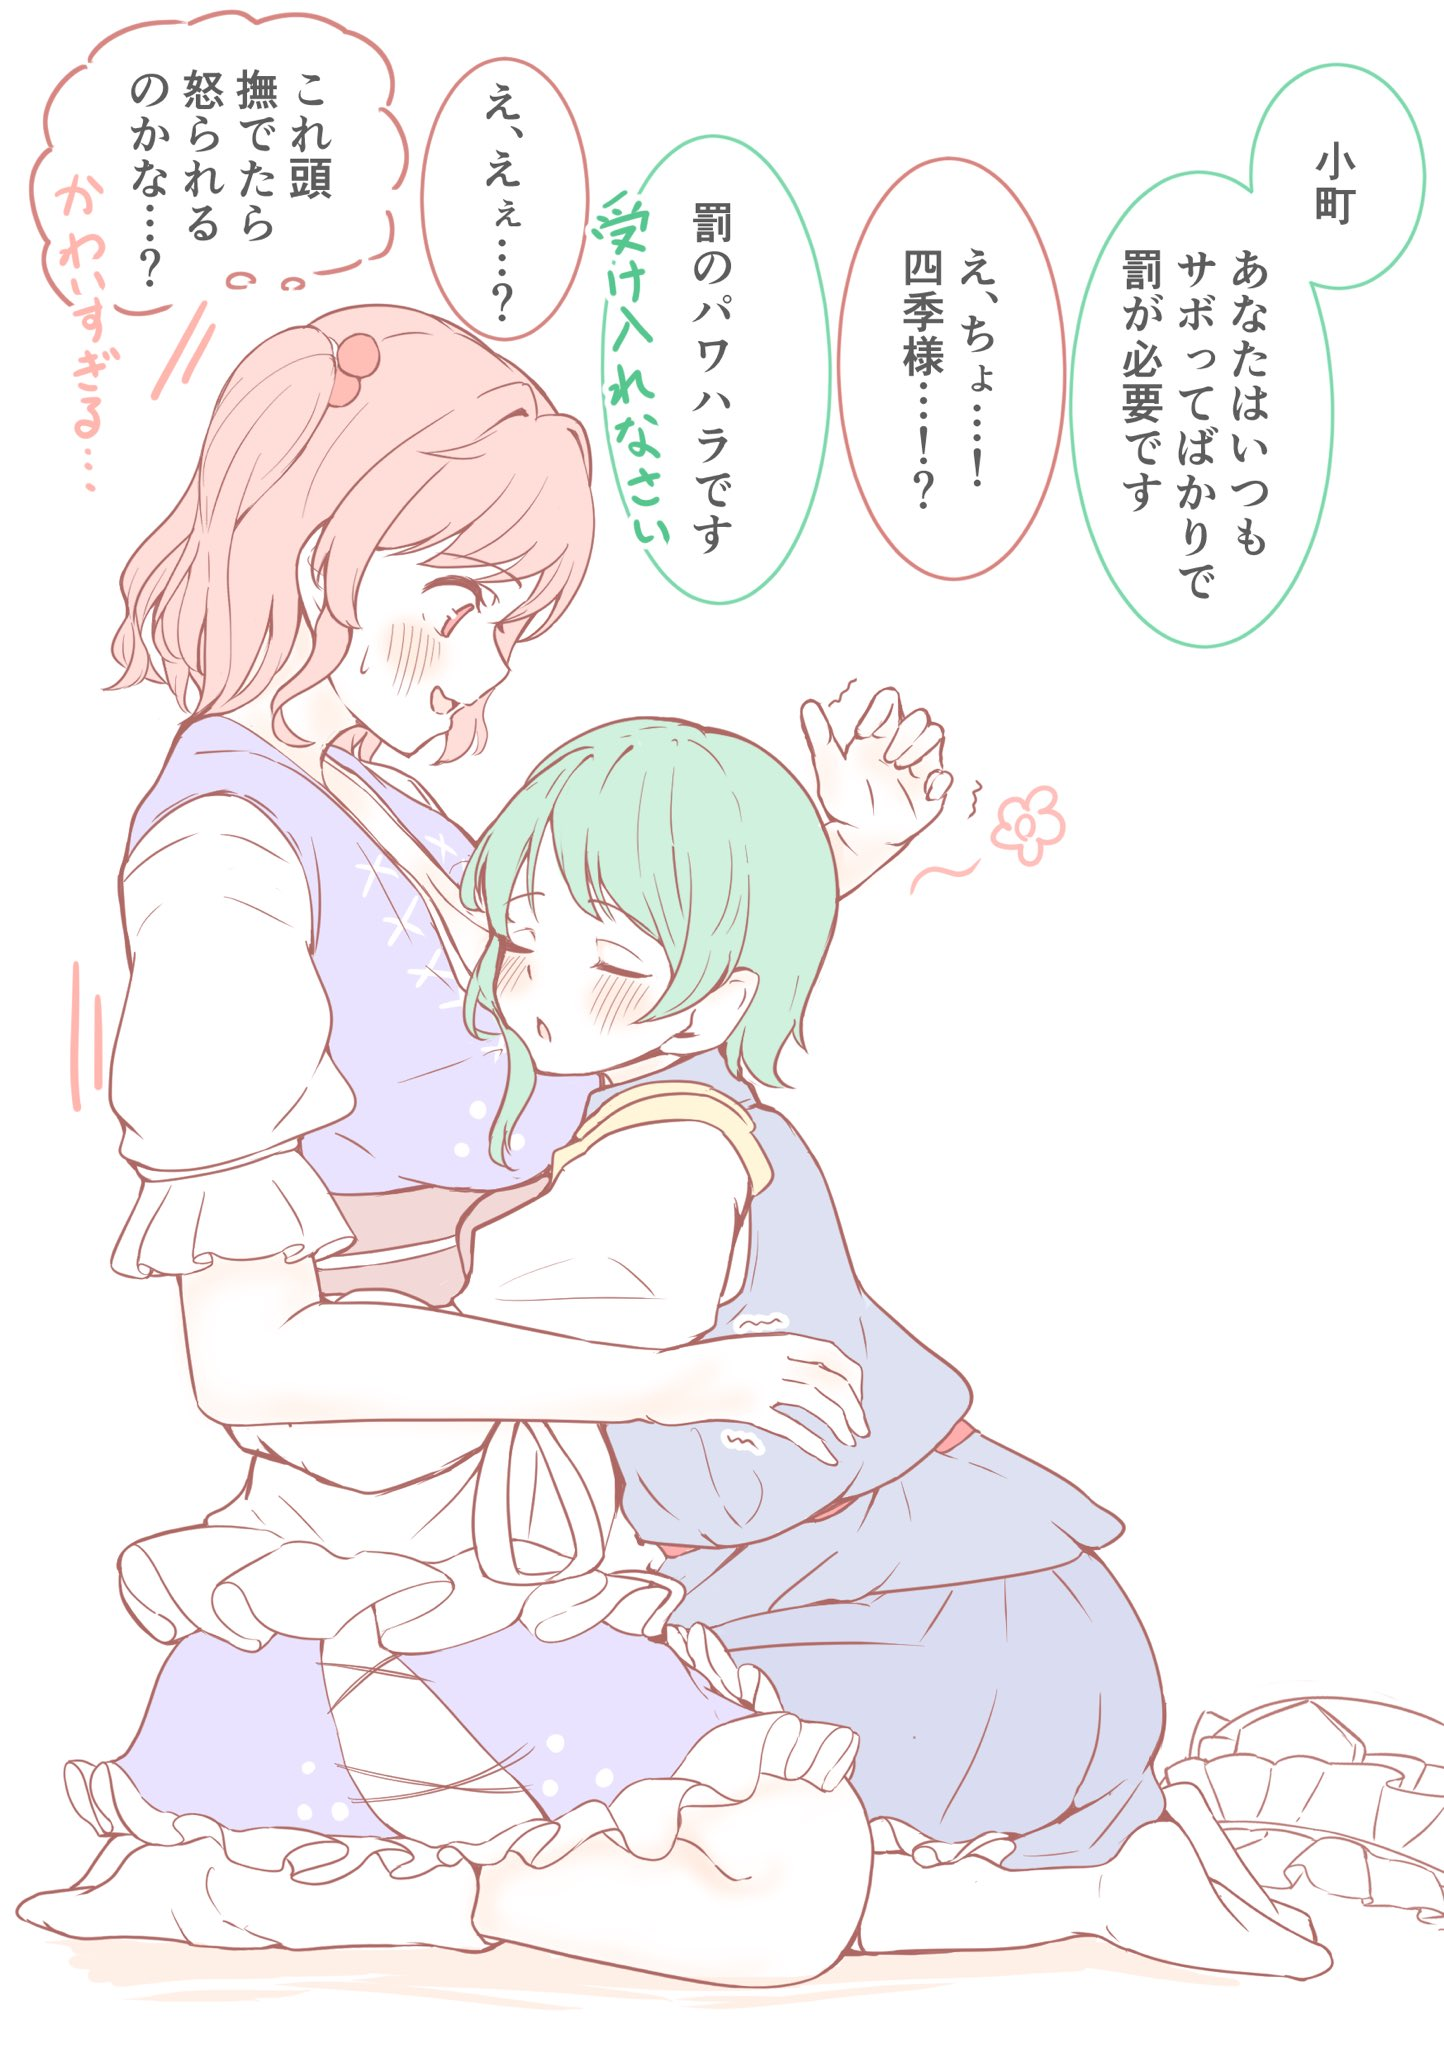 小町
あなたはいつも
サボってばかりで
罰が必要です
え、ちょ…!
四季様…!?
罰のパワハラです
受け入れなさい
え、えぇ…?
これ頭
撫でたら
怒られる
のかな…?
かわいすぎる…